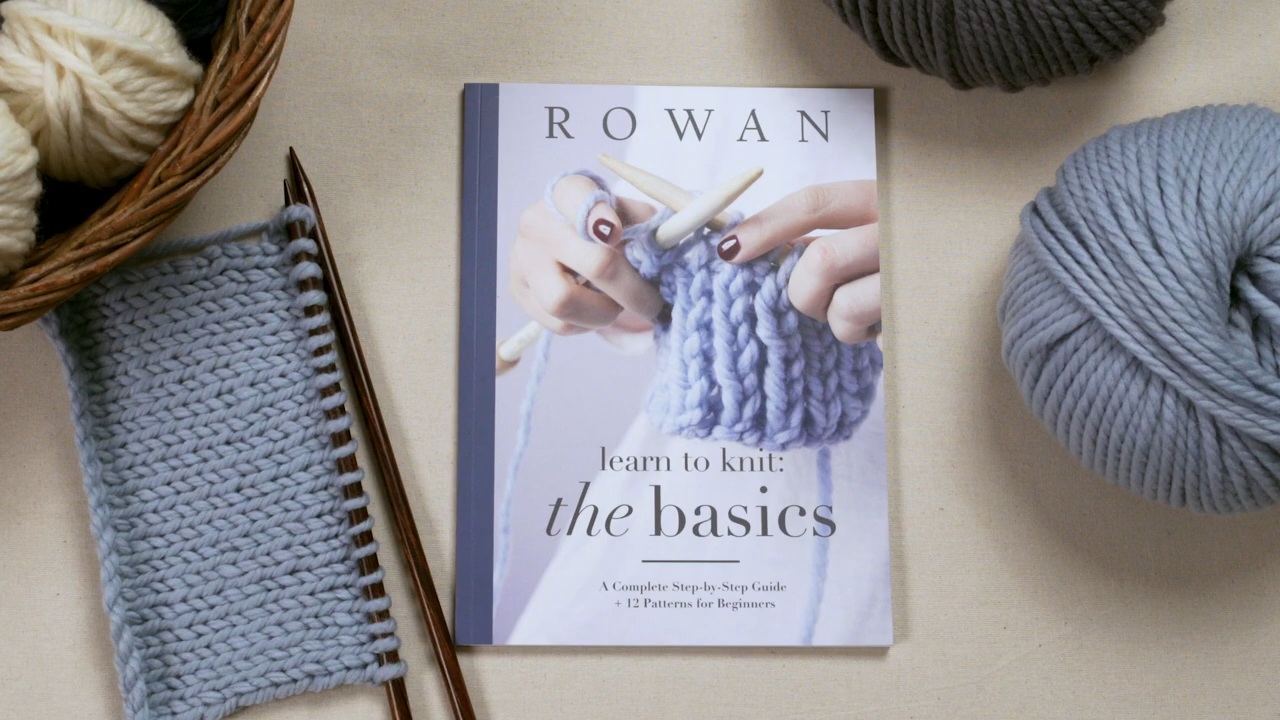 ROWAN
learn to knit:
the basics
A Complete Step-by-Step Guide
+ 12 Patterns for Beginners